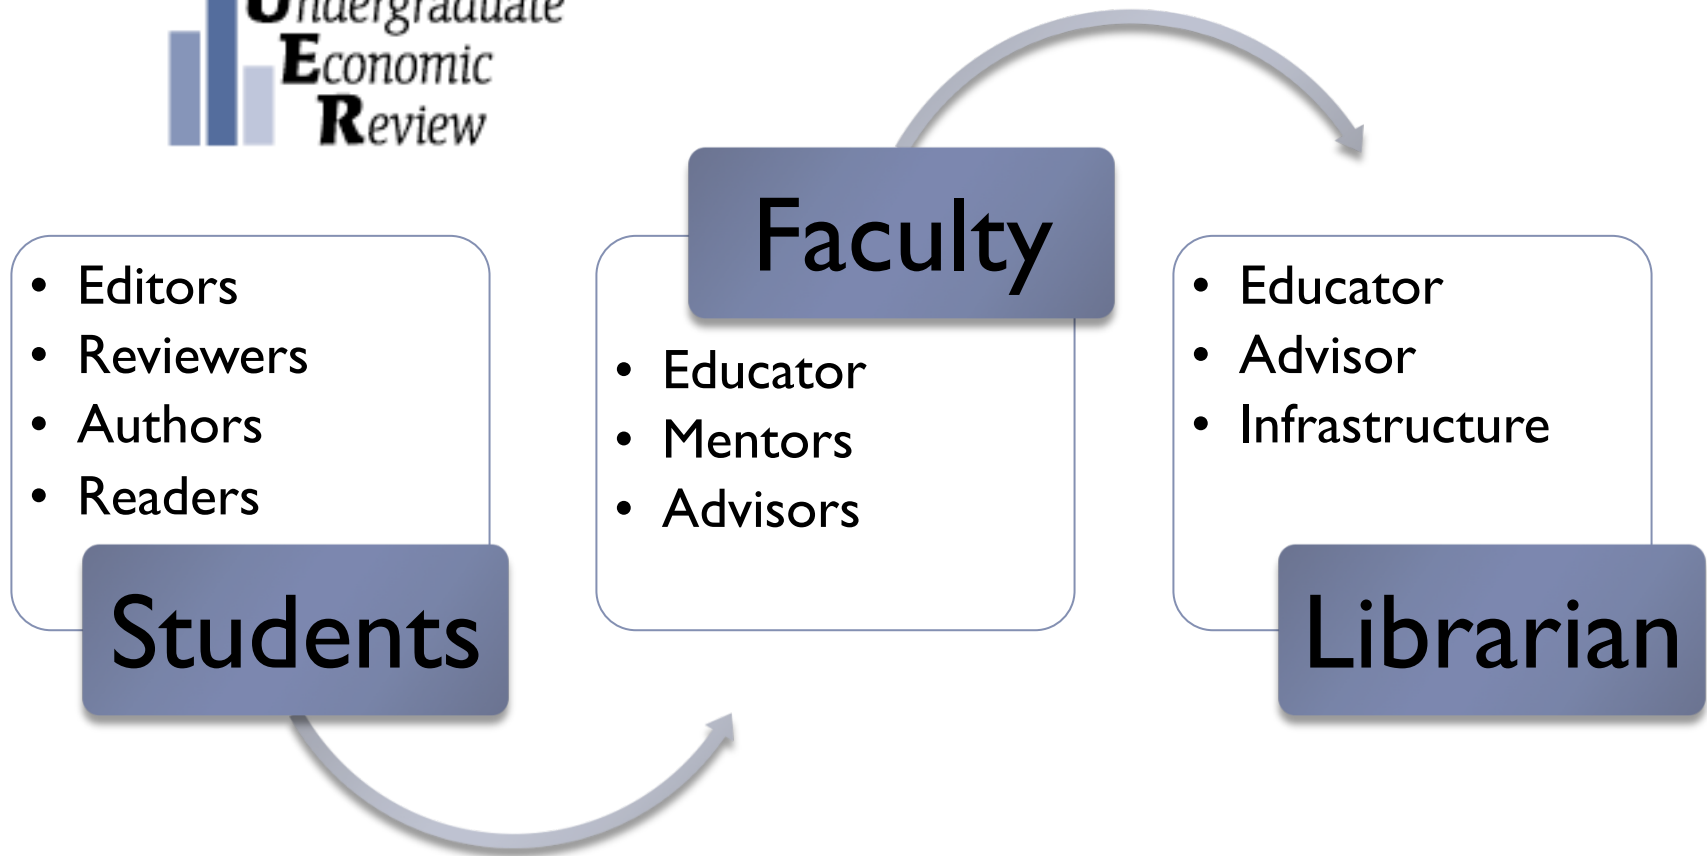 Undergraduate
Economic
Review
• Editors
• Reviewers
• Authors
• Readers
Students
Faculty
• Educator
• Mentors
• Advisors
• Educator
• Advisor
• Infrastructure
Librarian